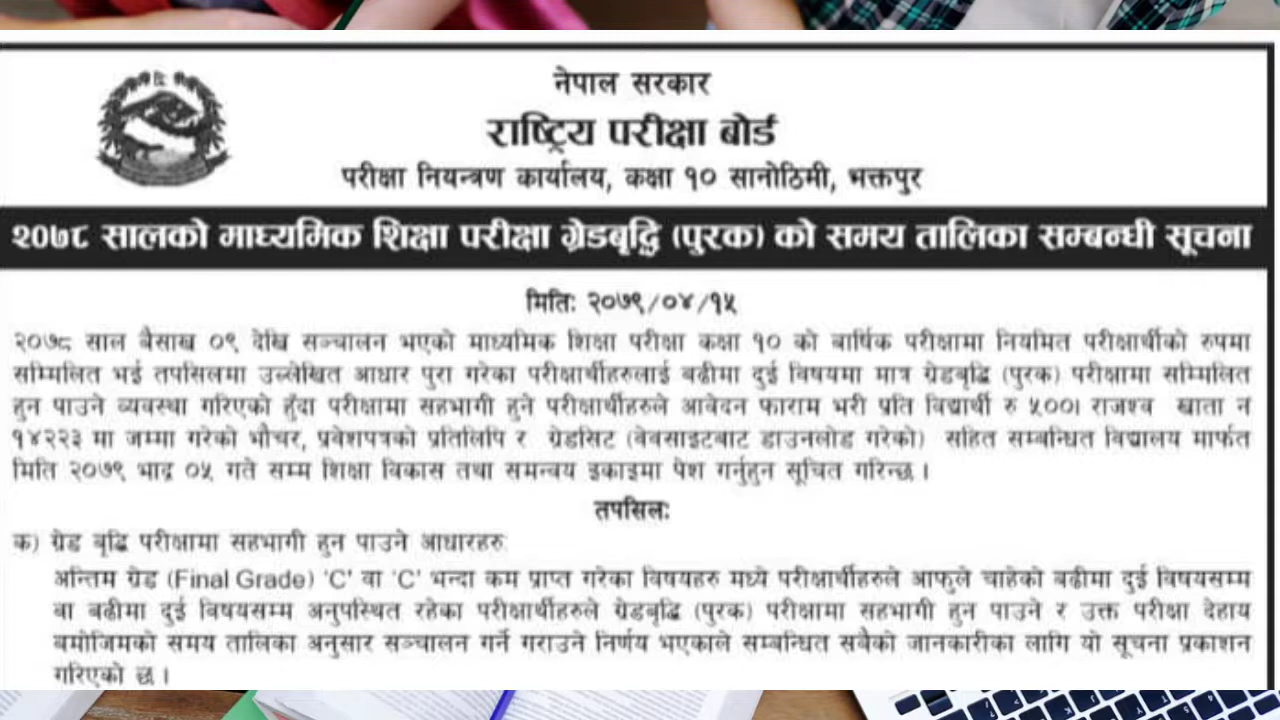 नेपाल सरकार
राष्ट्रिय परीक्षा बोर्ड
परीक्षा नियन्त्रण कार्यालय, कक्षा १० सानोठिमी, भक्तपुर
२०७८ सालको माध्यमिक शिक्षा परीक्षा ग्रेडबृद्धि (पुरक) को समय तालिका सम्बन्धी सूचना
मितिः २०७९/०४/१५
२०७८ साल बैसाख ०९ देखि सञ्चालन भएको माध्यमिक शिक्षा परीक्षा कक्षा १० को बार्षिक परीक्षामा नियमित परीक्षार्थीको रुपमा
सम्मिलित भई तपसिलमा उल्लेखित आधार पुरा गरेका परीक्षार्थीहरुलाई बढीमा दुई विषयमा मात्र ग्रेडबृद्धि (पुरक) परीक्षामा सम्मिलित
हुन पाउने व्यवस्था गरिएको हुँदा परीक्षामा सहभागी हुने परीक्षार्थीहरुले आवेदन फाराम भरी प्रति विद्यार्थी रु ५००। राजश्व खाता नं
१४२२३ मा जम्मा गरेको भौचर, प्रवेशपत्रको प्रतिलिपि र ग्रेडसिट (वेवसाइटबाट डाउनलोड गरेको) सहित सम्बन्धित विद्यालय मार्फत
मिति २०७९ भाद्र ०५ गते सम्म शिक्षा विकास तथा समन्वय इकाइमा पेश गर्नुहुन सूचित गरिन्छ ।
तपसिलः
क) ग्रेड बृद्धि परीक्षामा सहभागी हुन पाउने आधारहरु
अन्तिम ग्रेड (Final Grade) 'C' वा 'C' भन्दा कम प्राप्त गरेका विषयहरु मध्ये परीक्षार्थीहरुले आफुले चाहेको बढीमा दुई विषयसम्म
वा बढीमा दुई विषयसम्म अनुपस्थित रहेका परीक्षार्थीहरुले ग्रेडबृद्धि (पुरक) परीक्षामा सहभागी हुन पाउने र उक्त परीक्षा देहाय
बमोजिमको समय तालिका अनुसार सञ्चालन गर्ने गराउने निर्णय भएकाले सम्बन्धित सबैको जानकारीका लागि यो सूचना प्रकाशन
गरिएको छ ।